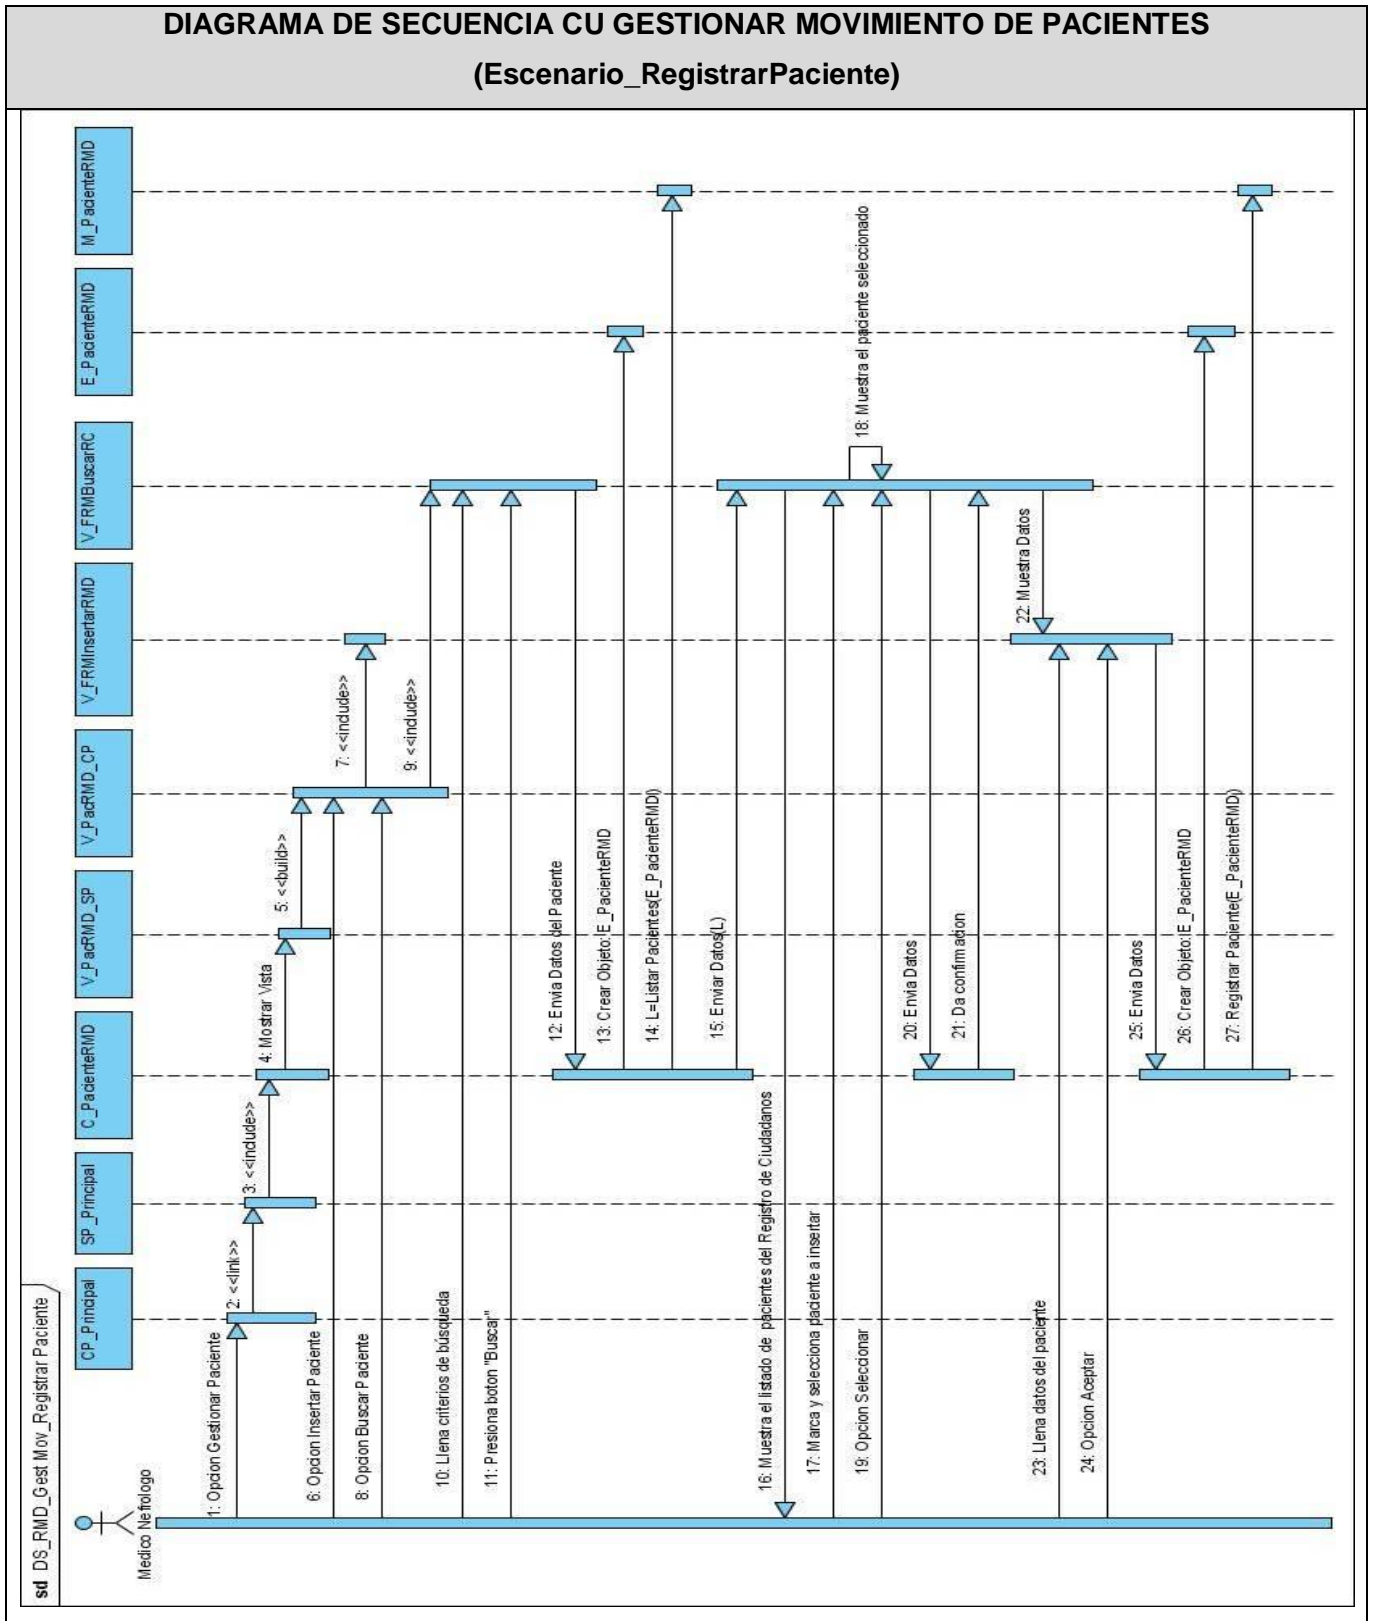 DIAGRAMA DE SECUENCIA CU GESTIONAR MOVIMIENTO DE PACIENTES
(Escenario_RegistrarPaciente)
sd DS_RMD_Gest Mov_Registrar Paciente
Medico Nefrologo
CP_Principal
SP_Principal
C_PacienteRMD
V_PacRMD_SP
V_PacRMD_CP
V_FRMInsertarRMD
V_FRMBuscarRC
E_PacienteRMD
M_PacienteRMD
1: Opcion Gestionar Paciente
2: <<link>>
3: <<include>>
4: Mostrar Vista
5: <<build>>
6: Opcion Insertar Paciente
7: <<include>>
8: Opcion Buscar Paciente
9: <<include>>
10: Llena criterios de búsqueda
11: Presiona boton "Buscar"
12: Envia Datos del Paciente
13: Crear Objeto:E_PacienteRMD
14: L=Listar Pacientes(E_PacienteRMD)
15: Enviar Datos(L)
16: Muestra el listado de pacientes del Registro de Ciudadanos
17: Marca y selecciona paciente a insertar
18: Muestra el paciente seleccionado
19: Opcion Seleccionar
20: Envia Datos
21: Da confirmacion
22: Muestra Datos
23: Llena datos del paciente
24: Opcion Aceptar
25: Envia Datos
26: Crear Objeto:E_PacienteRMD
27: Registrar Paciente(E_PacienteRMD)